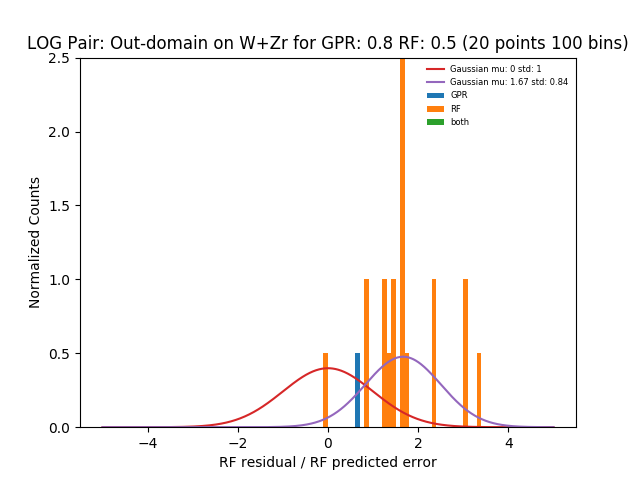 LOG Pair: Out-domain on W+Zr for GPR: 0.8 RF: 0.5 (20 points 100 bins)
Gaussian mu: 0 std: 1
Gaussian mu: 1.67 std: 0.84
GPR
RF
both
Normalized Counts
2.5
2.0
1.5
1.0
0.5
0.0
−4 −2 0 2 4
RF residual / RF predicted error